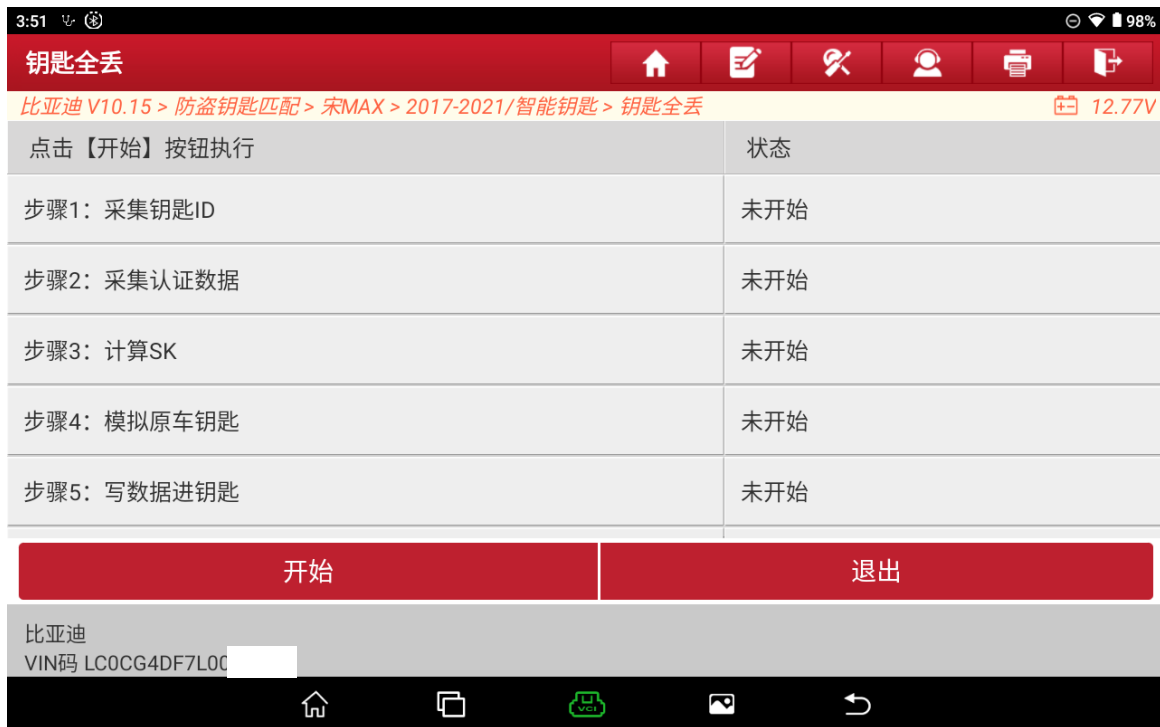 3:51 98%
钥匙全丢
比亚迪 V10.15 > 防盗钥匙匹配 > 宋MAX > 2017-2021/智能钥匙 > 钥匙全丢 12.77V
点击【开始】按钮执行 状态
步骤1：采集钥匙ID 未开始
步骤2：采集认证数据 未开始
步骤3：计算SK 未开始
步骤4：模拟原车钥匙 未开始
步骤5：写数据进钥匙 未开始
开始 退出
比亚迪
VIN码 LC0CG4DF7L00
VCI